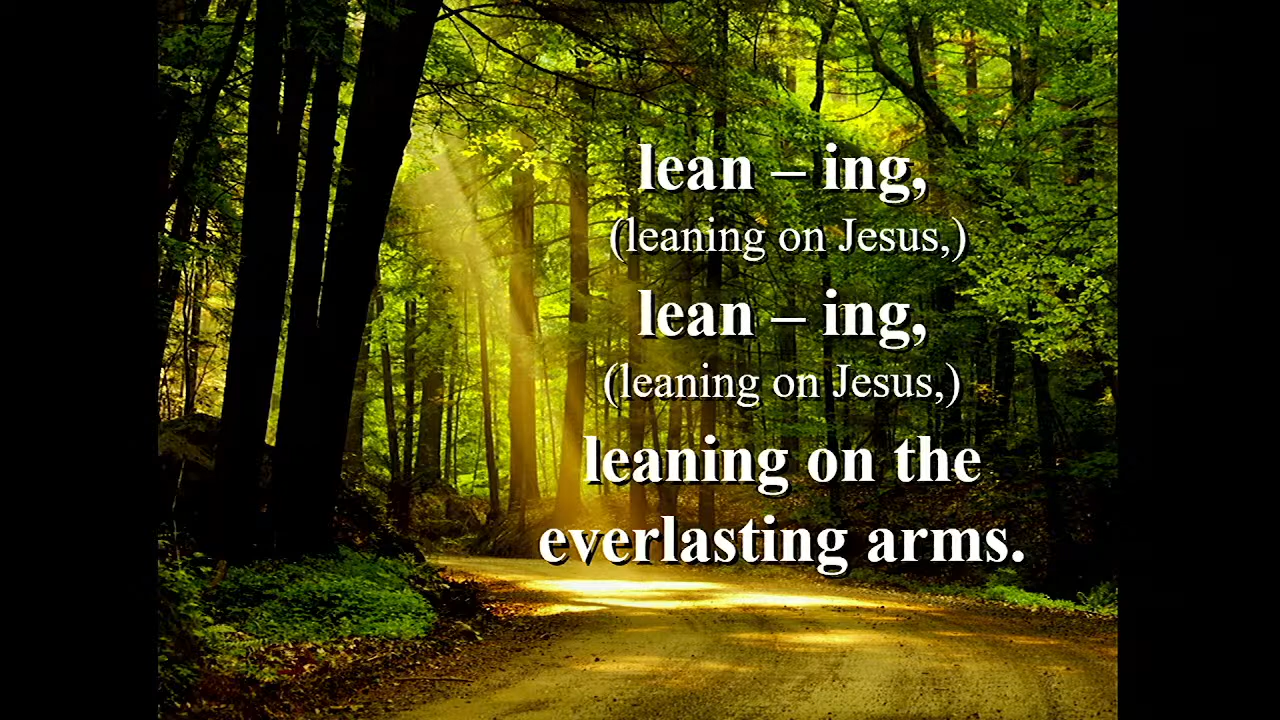 lean – ing,
(leaning on Jesus,)
lean – ing,
(leaning on Jesus,)
leaning on the
everlasting arms.